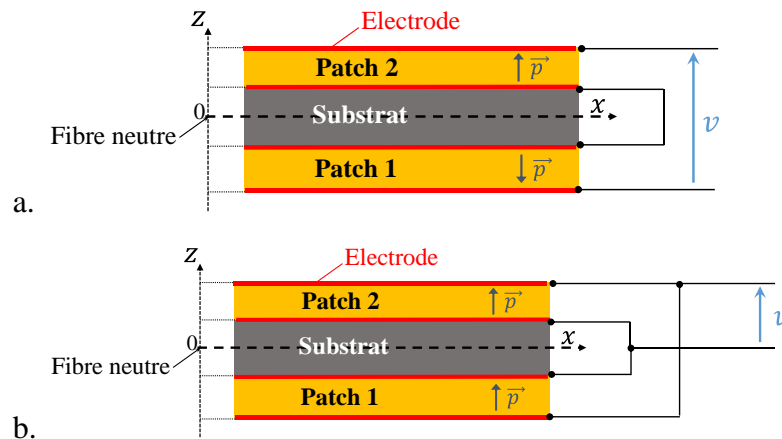 z
Electrode
Patch 2
p
0
Substrat
x
v
Fibre neutre
Patch 1
p
a.
z
Electrode
Patch 2
p
0
Substrat
x
v
Fibre neutre
Patch 1
p
b.